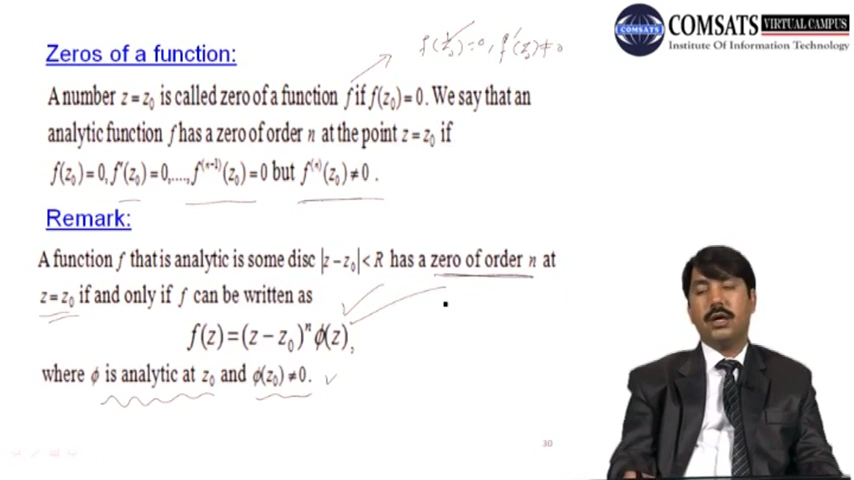 f(z₀)=0, f'(z₀)≠0
COMSATS VIRTUAL CAMPUS
Institute Of Information Technology
Zeros of a function:
A number z = z₀ is called zero of a function f if f(z₀) = 0. We say that an
analytic function f has a zero of order n at the point z = z₀ if
f(z₀) = 0, f'(z₀) = 0, ...., f⁽ⁿ⁻¹⁾(z₀) = 0 but f⁽ⁿ⁾(z₀) ≠ 0 .
Remark:
A function f that is analytic is some disc |z − z₀| < R has a zero of order n at
z = z₀ if and only if f can be written as
f(z) = (z − z₀)ⁿ ϕ(z),
where ϕ is analytic at z₀ and ϕ(z₀) ≠ 0.
30